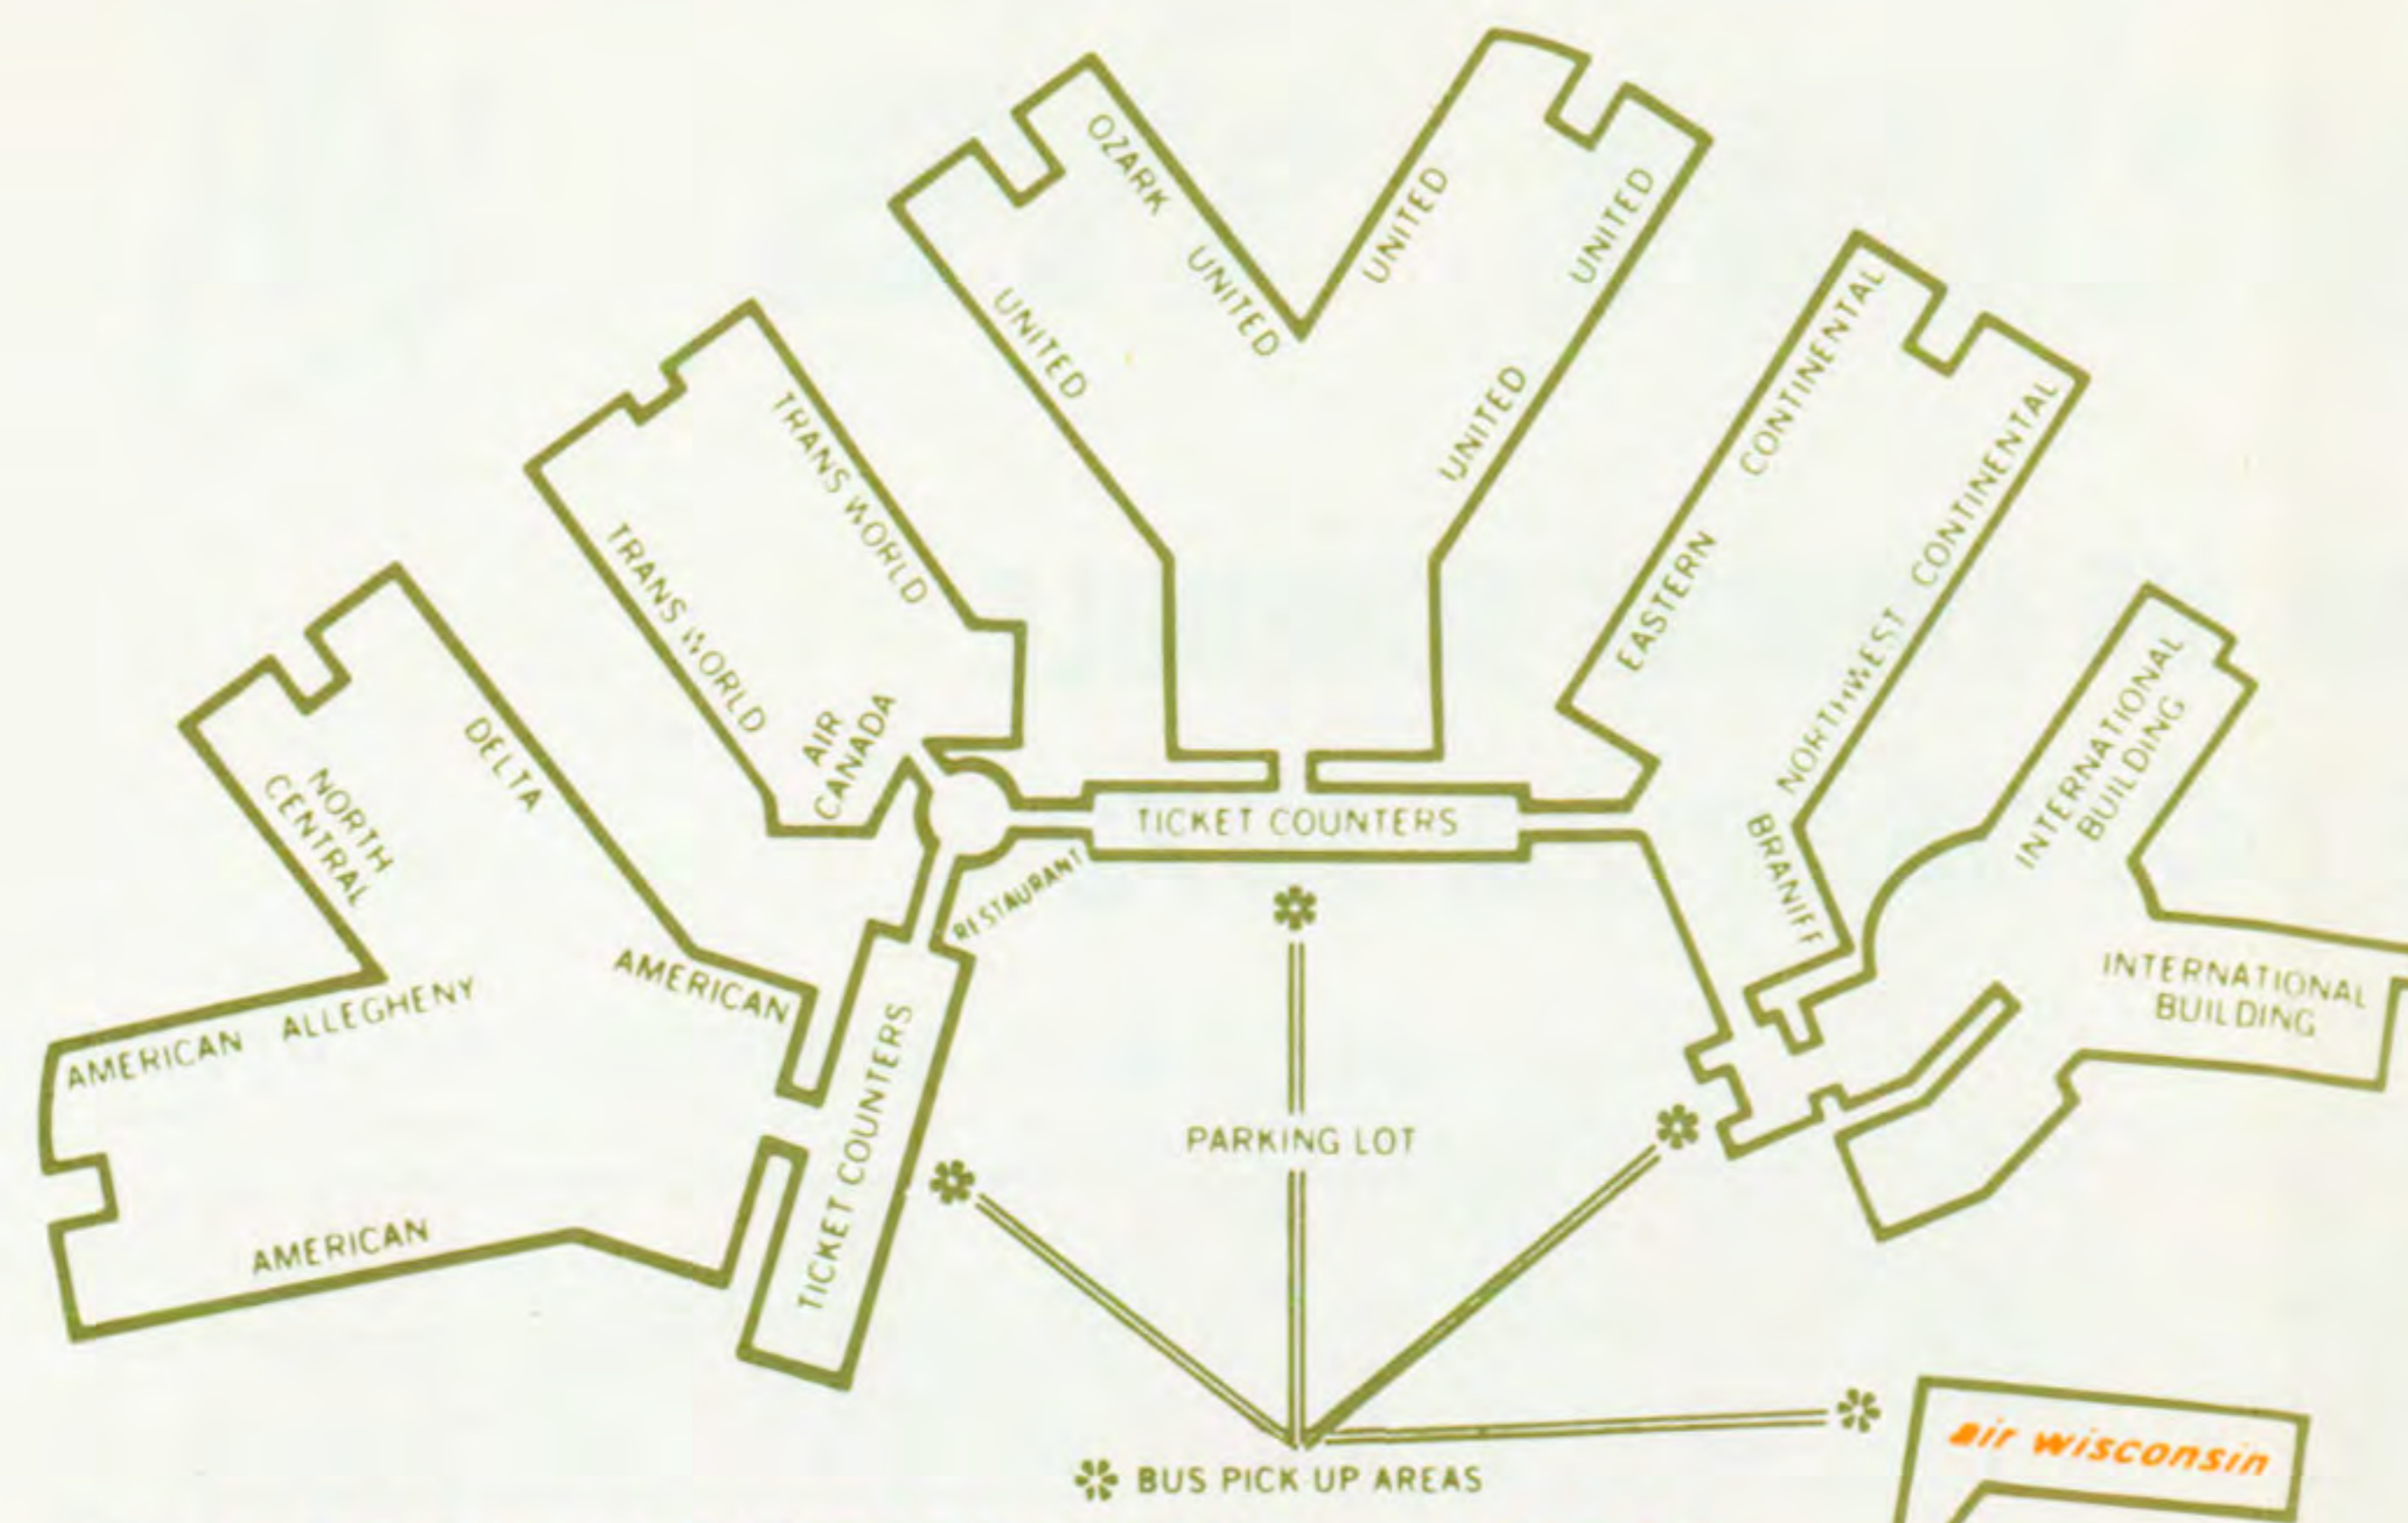 OZARK
UNITED
UNITED
UNITED
UNITED
UNITED
TRANS WORLD
TRANS WORLD
AIR
CANADA
CONTINENTAL
EASTERN
CONTINENTAL
NORTHWEST
BRANIFF
INTERNATIONAL
BUILDING
INTERNATIONAL
BUILDING
DELTA
NORTH
CENTRAL
AMERICAN
AMERICAN ALLEGHENY
AMERICAN
TICKET COUNTERS
RESTAURANT
TICKET COUNTERS
PARKING LOT
BUS PICK-UP AREAS
air wisconsin